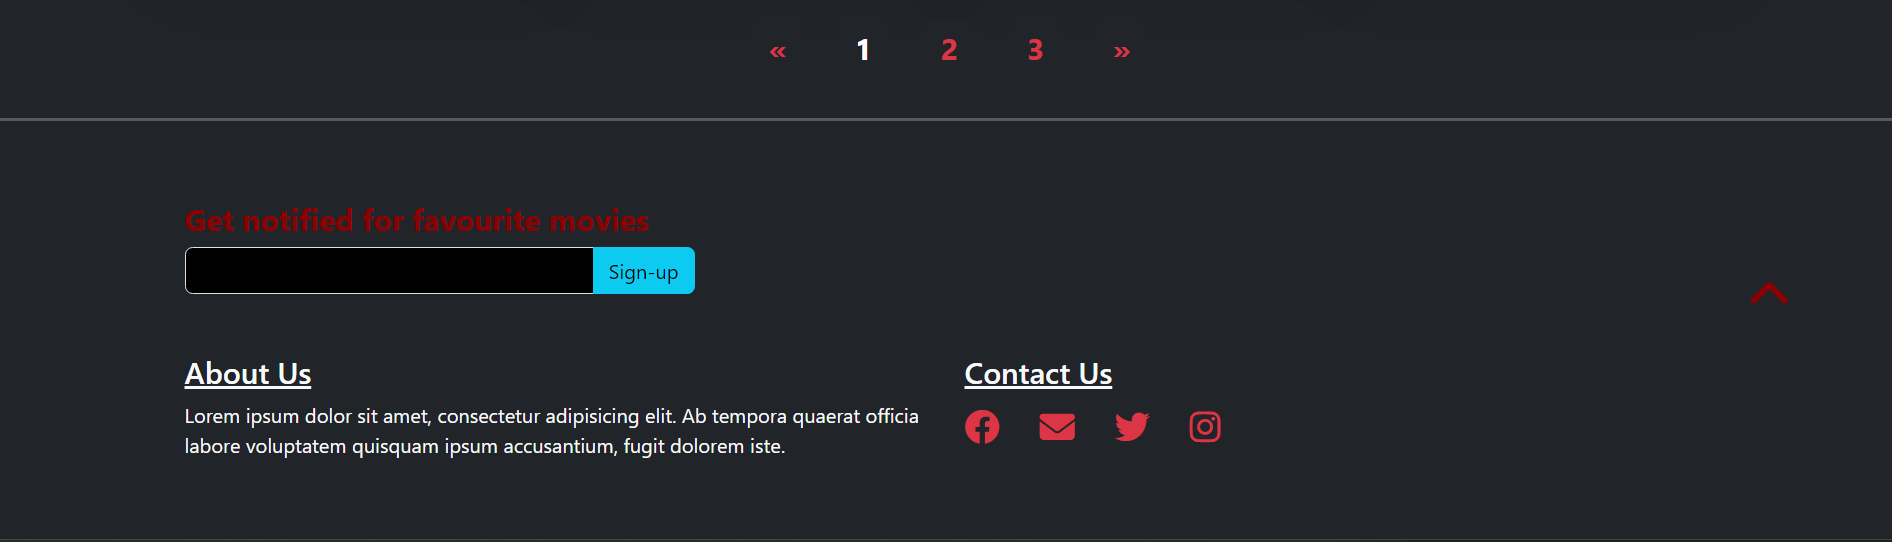 « 1 2 3 »
Get notified for favourite movies
Sign-up
About Us
Lorem ipsum dolor sit amet, consectetur adipisicing elit. Ab tempora quaerat officia
labore voluptatem quisquam ipsum accusantium, fugit dolorem iste.
Contact Us